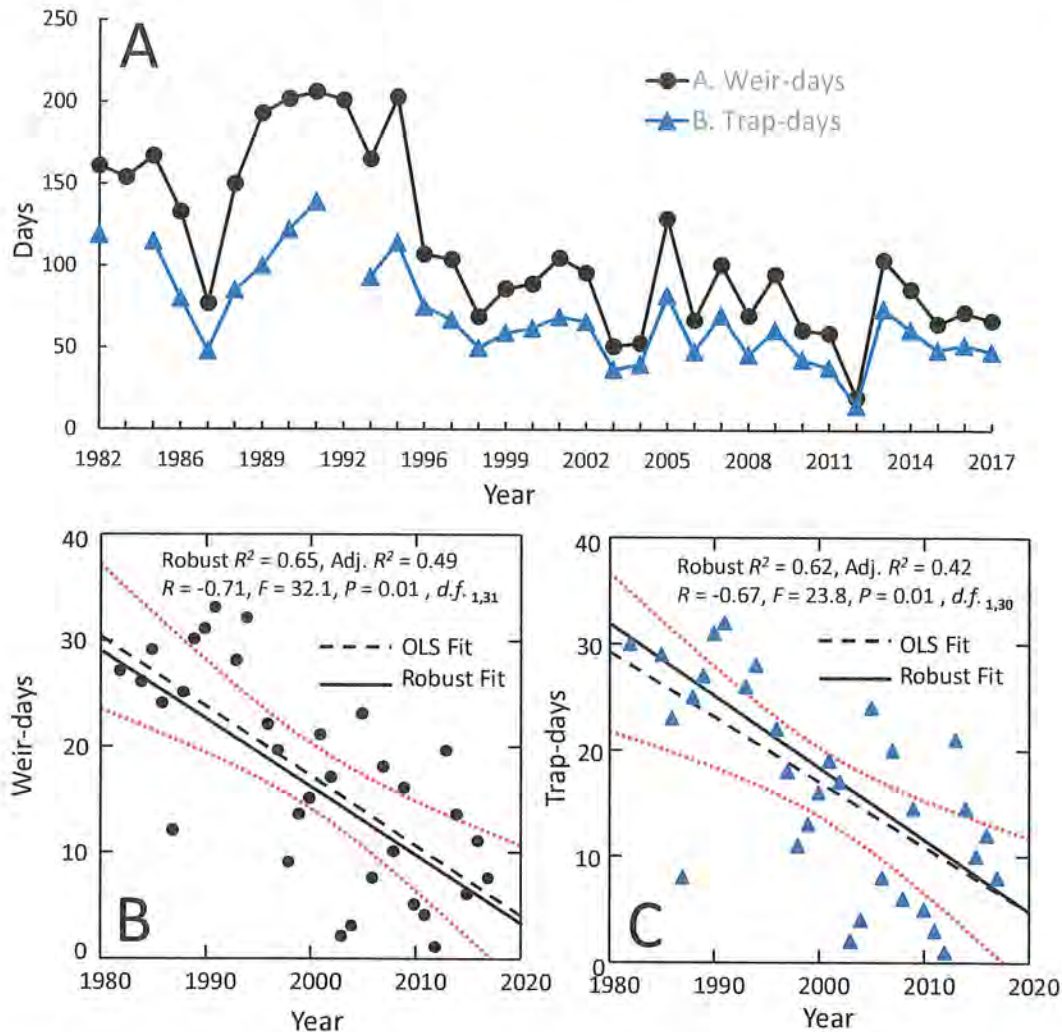 250
A
200
150
100
50
0
Days
A. Weir-days
B. Trap-days
1982 1986 1989 1992 1996 1999 2002 2005 2008 2011 2014 2017
Year
40
30
20
10
0
Weir-days
Robust R² = 0.65, Adj. R² = 0.49
R = -0.71, F = 32.1, P = 0.01 , d.f. 1,31
OLS Fit
Robust Fit
B
1980 1990 2000 2010 2020
Year
40
30
20
10
0
Trap-days
Robust R² = 0.62, Adj. R² = 0.42
R = -0.67, F = 23.8, P = 0.01, d.f. 1,30
OLS Fit
Robust Fit
C
1980 1990 2000 2010 2020
Year